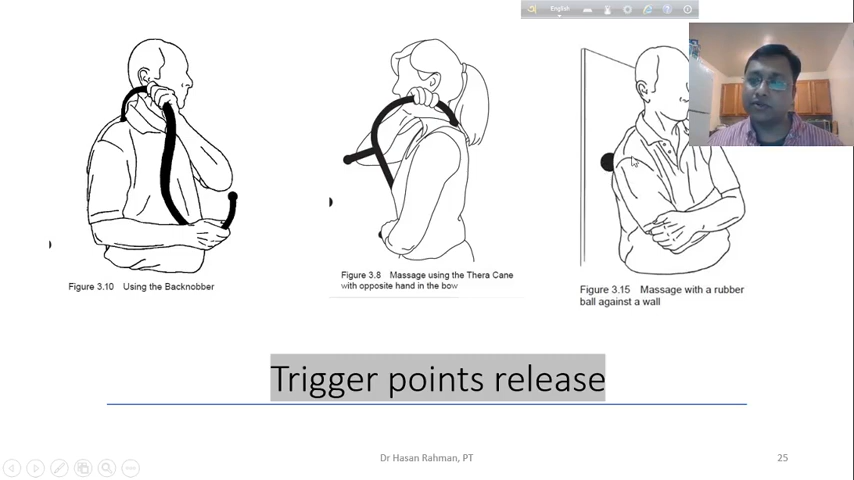 English
Figure 3.10 Using the Backnobber
Figure 3.8 Massage using the Thera Cane
with opposite hand in the bow
Figure 3.15 Massage with a rubber
ball against a wall
Trigger points release
Dr Hasan Rahman, PT
25